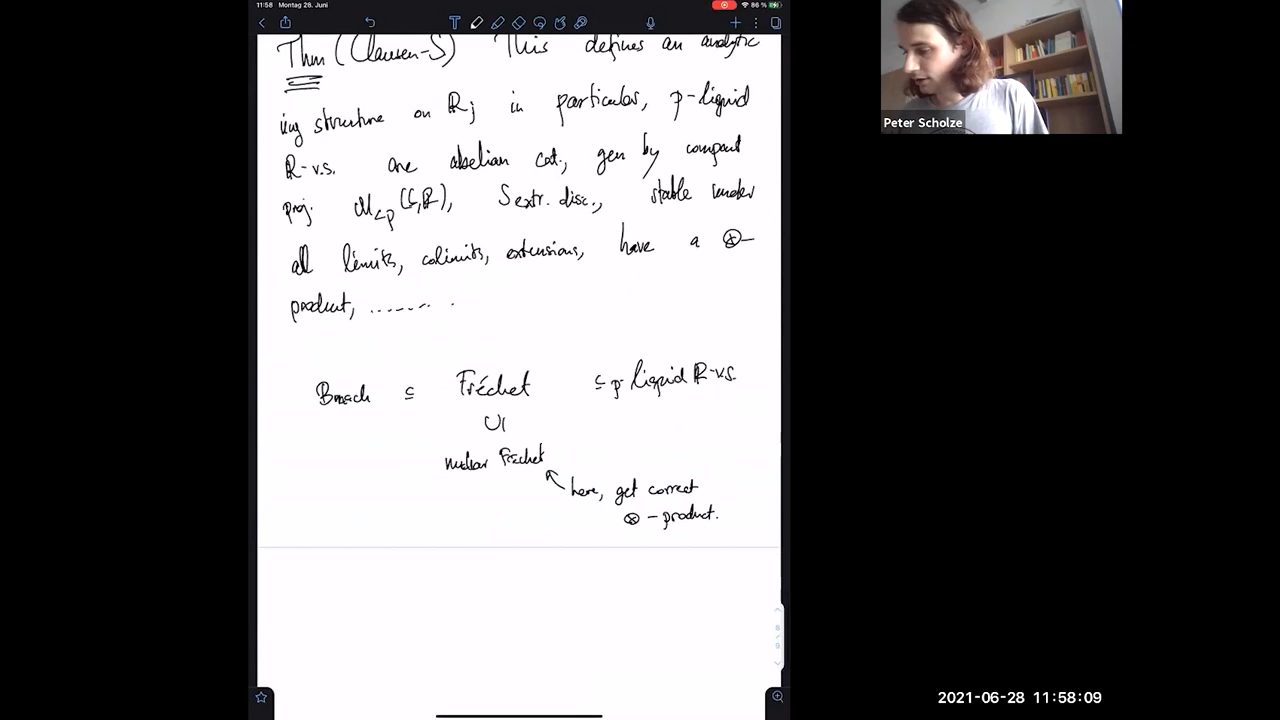 11:58 Montag 28. Juni
86 %
Thm (Clausen-S) This defines an analytic
ring structure on ℝ; in particular, p-liquid
ℝ-v.s. are abelian cat., gen by compact
proj. M_{<p}(S,ℝ), S extr. disc., stable under
all limits, colimits, extensions, have a ⊗-
product, .......
Banach ⊆ Fréchet ⊆ p-liquid ℝ-v.s.
∪|
nuclear Fréchet
here, get correct
⊗-product.
Peter Scholze
2021-06-28 11:58:09